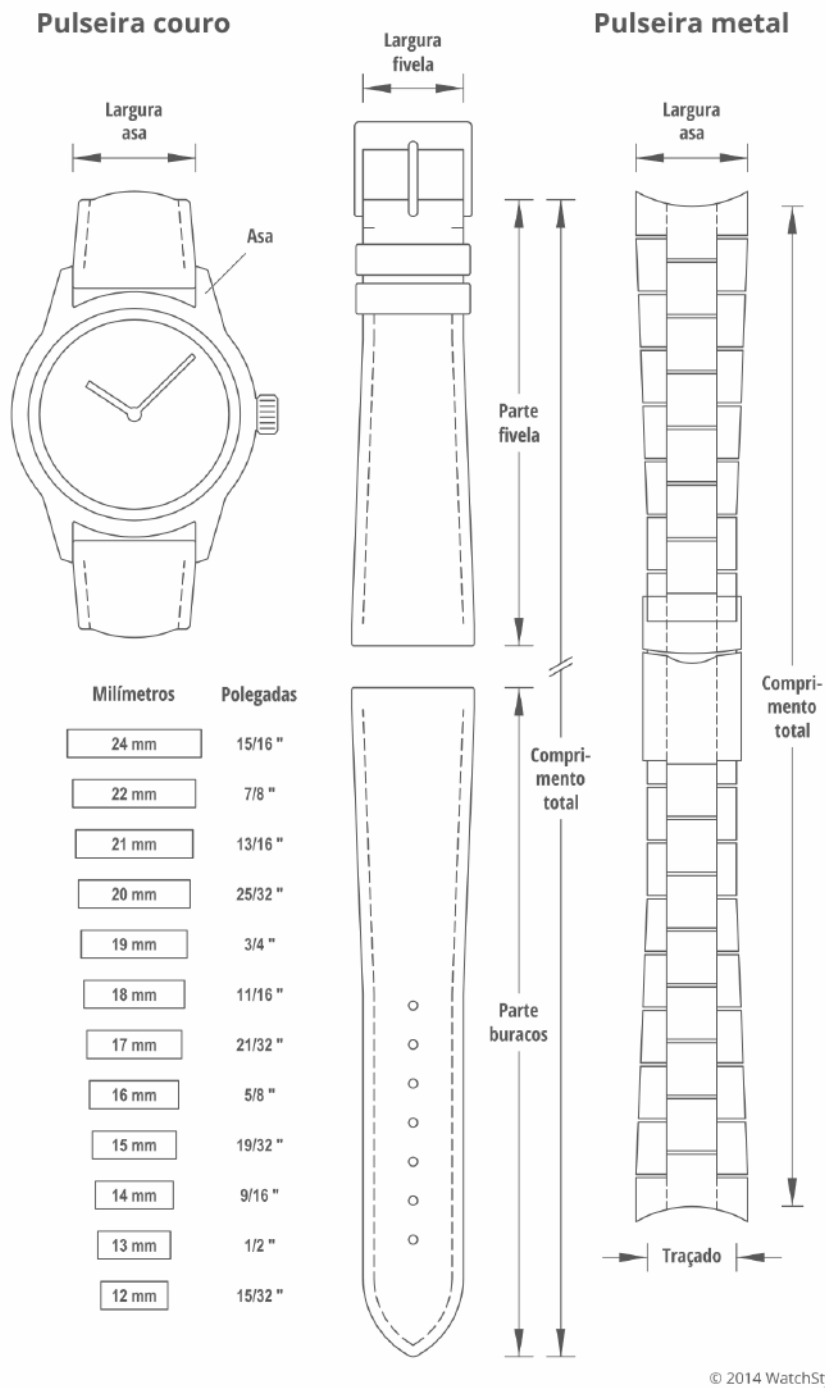 Pulseira couro
Pulseira metal
Largura
fivela
Largura
asa
Largura
asa
Asa
Parte
fivela
Compri-
mento
total
Milímetros Polegadas
24 mm 15/16 "
22 mm 7/8 "
21 mm 13/16 "
20 mm 25/32 "
19 mm 3/4 "
18 mm 11/16 "
17 mm 21/32 "
16 mm 5/8 "
15 mm 19/32 "
14 mm 9/16 "
13 mm 1/2 "
12 mm 15/32 "
Compri-
mento
total
Parte
buracos
Traçado
© 2014 WatchSt